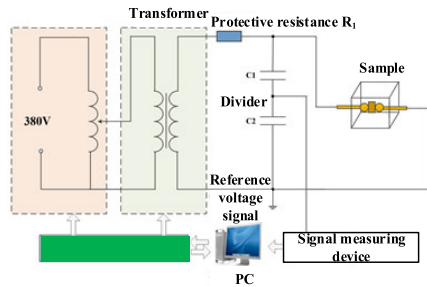 Transformer
Protective resistance R1
C1
Sample
Divider
380V
C2
Reference
voltage
signal
Signal measuring
device
PC